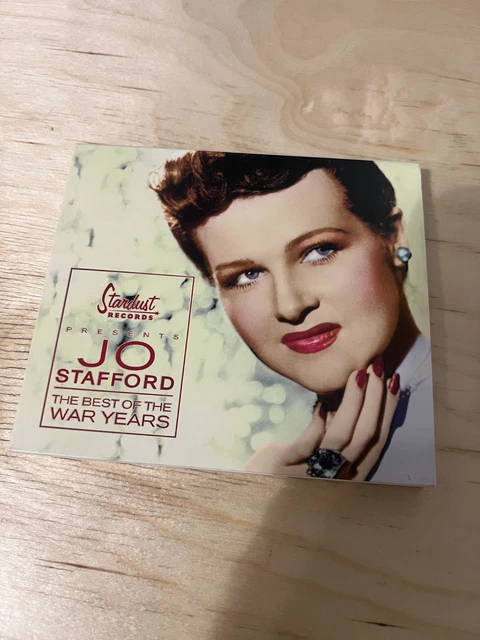 Stardust
RECORDS
PRESENTS
JO
STAFFORD
THE BEST OF THE
WAR YEARS